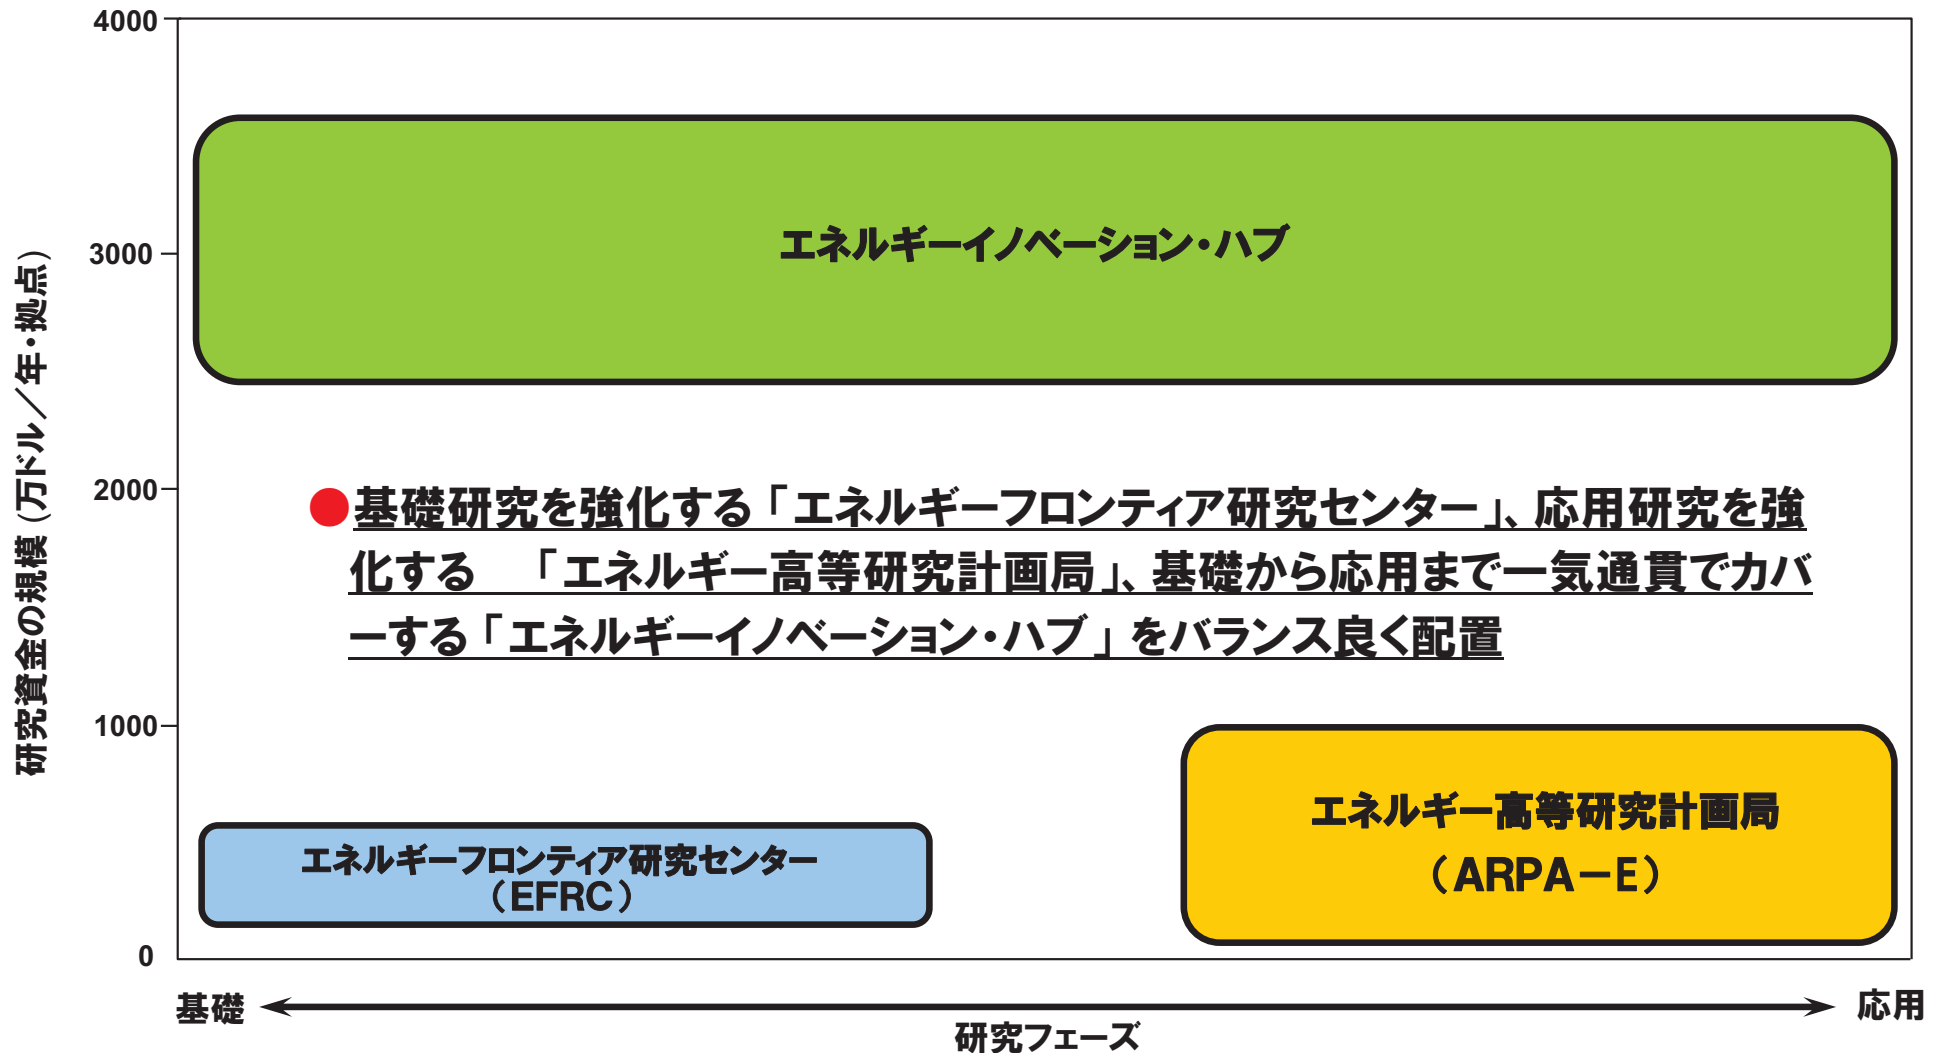 4000
3000
2000
1000
0
研究資金の規模(万ドル/年・拠点)
エネルギーイノベーション・ハブ
●基礎研究を強化する「エネルギーフロンティア研究センター」、応用研究を強
化する 「エネルギー高等研究計画局」、基礎から応用まで一気通貫でカバ
ーする「エネルギーイノベーション・ハブ」をバランス良く配置
エネルギーフロンティア研究センター
(EFRC)
エネルギー高等研究計画局
(ARPA-E)
基礎
応用
研究フェーズ